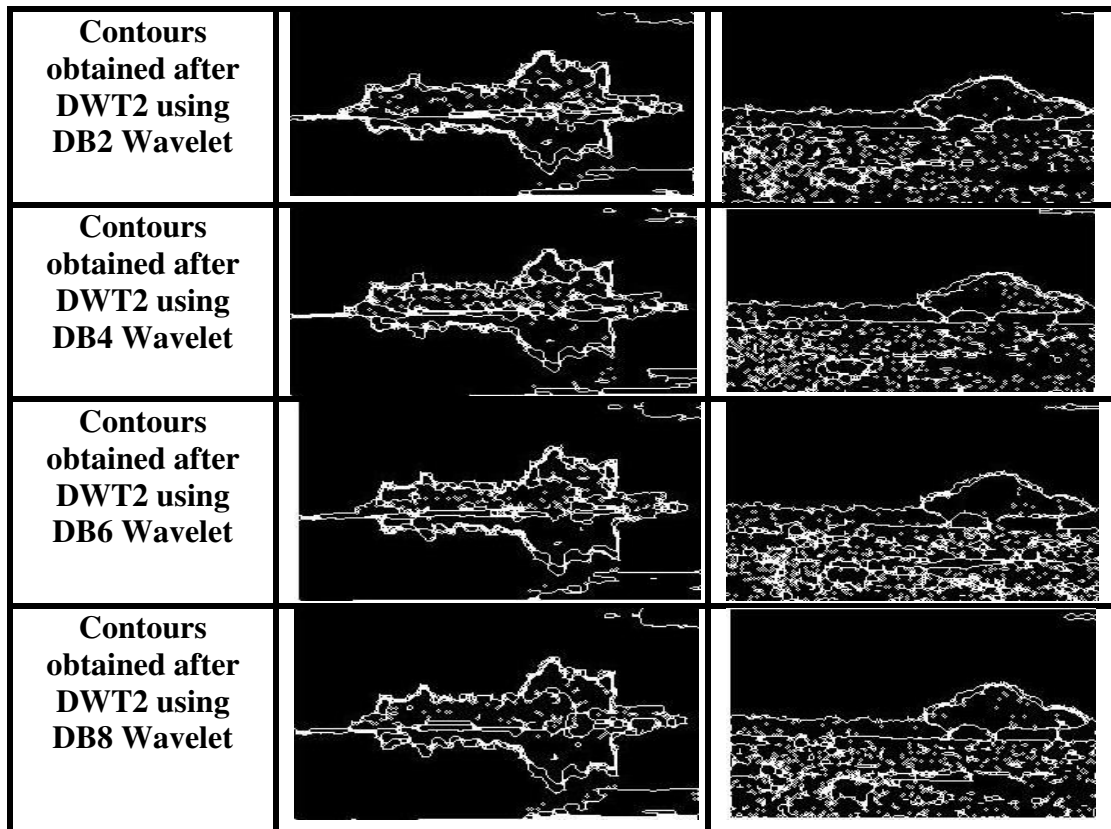 Contours
obtained after
DWT2 using
DB2 Wavelet
Contours
obtained after
DWT2 using
DB4 Wavelet
Contours
obtained after
DWT2 using
DB6 Wavelet
Contours
obtained after
DWT2 using
DB8 Wavelet